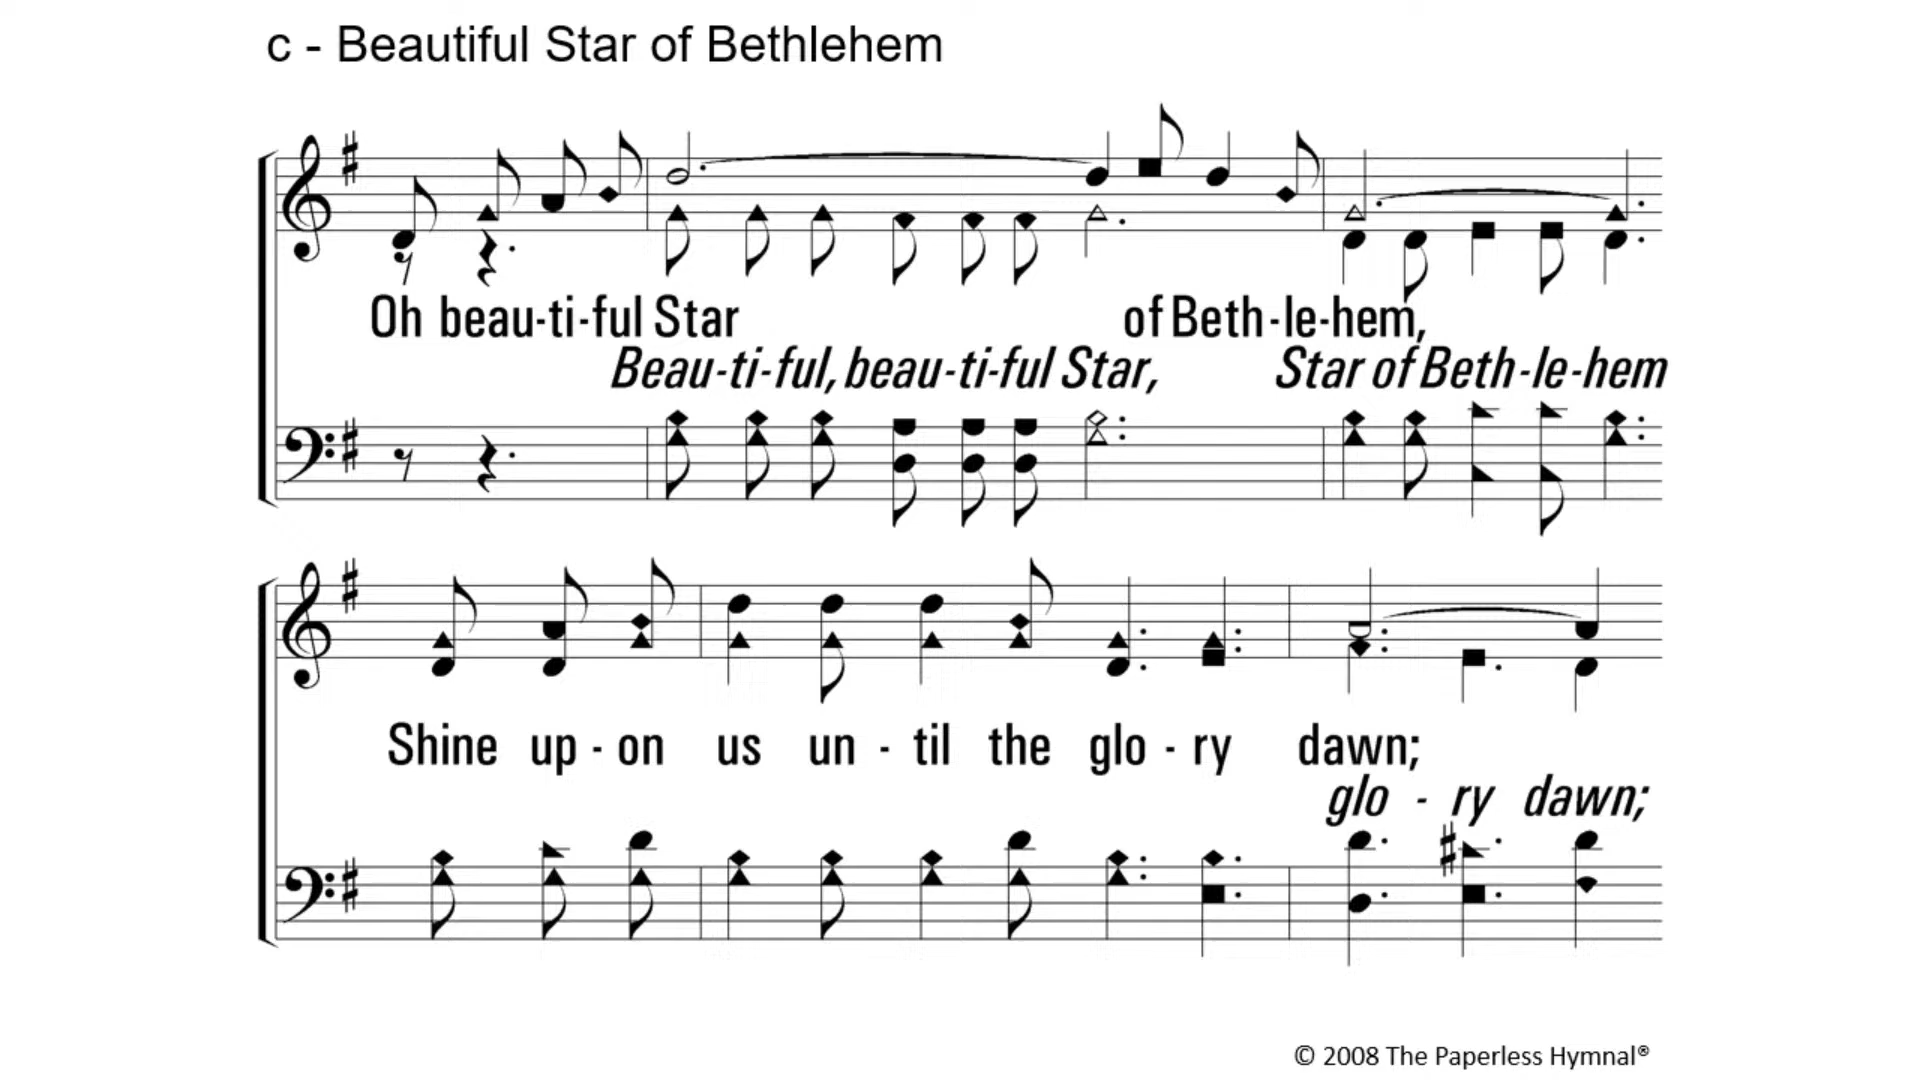 c - Beautiful Star of Bethlehem
Oh beau-ti-ful Star of Beth-le-hem,
Beau-ti-ful, beau-ti-ful Star, Star of Beth-le-hem
Shine up-on us un-til the glo-ry dawn;
glo-ry dawn;
© 2008 The Paperless Hymnal®